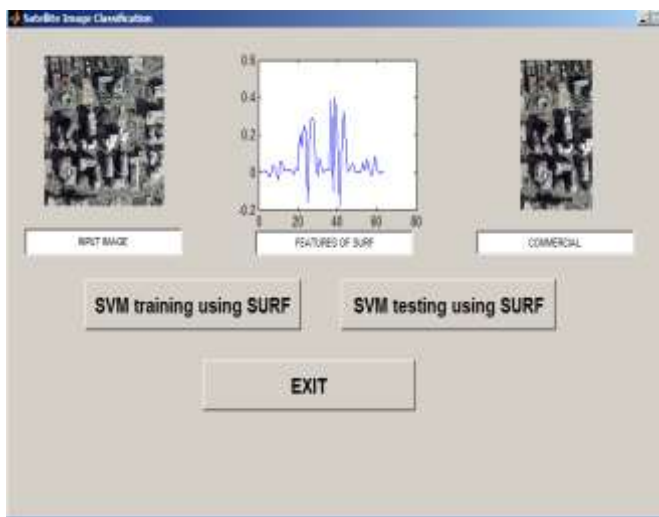 Satellite Image Classification
0.6
0.4
0.2
0
-0.2
0 20 40 60 80
INPUT IMAGE
FEATURES OF SURF
COMMERCIAL
SVM training using SURF
SVM testing using SURF
EXIT